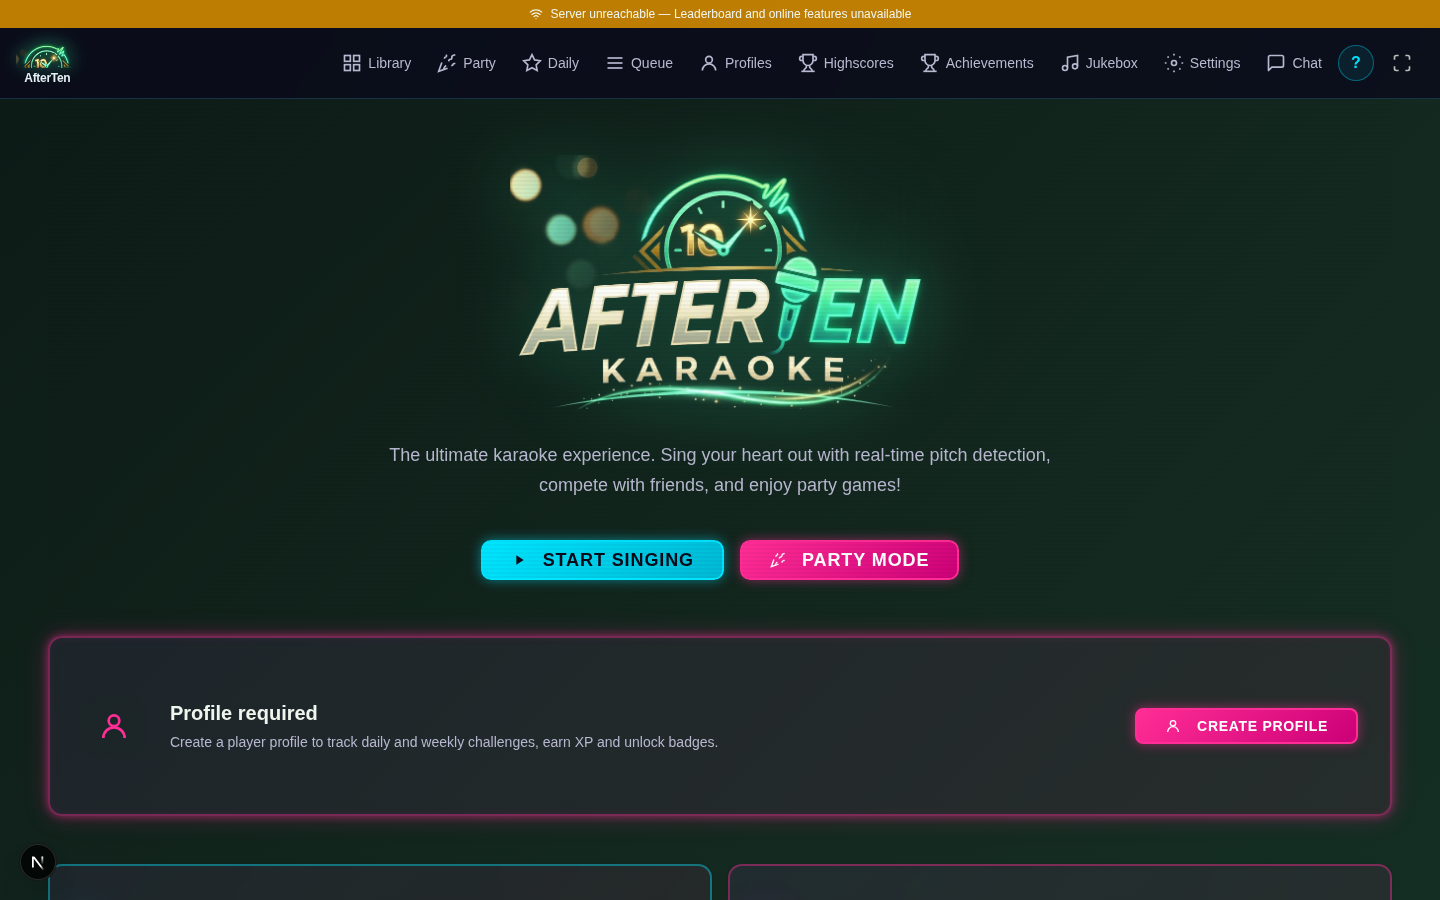 Server unreachable — Leaderboard and online features unavailable
10
AfterTen
Library
Party
Daily
Queue
Profiles
Highscores
Achievements
Jukebox
Settings
Chat
?
10
AFTERTEN
KARAOKE
The ultimate karaoke experience. Sing your heart out with real-time pitch detection,
compete with friends, and enjoy party games!
START SINGING
PARTY MODE
Profile required
Create a player profile to track daily and weekly challenges, earn XP and unlock badges.
CREATE PROFILE
N